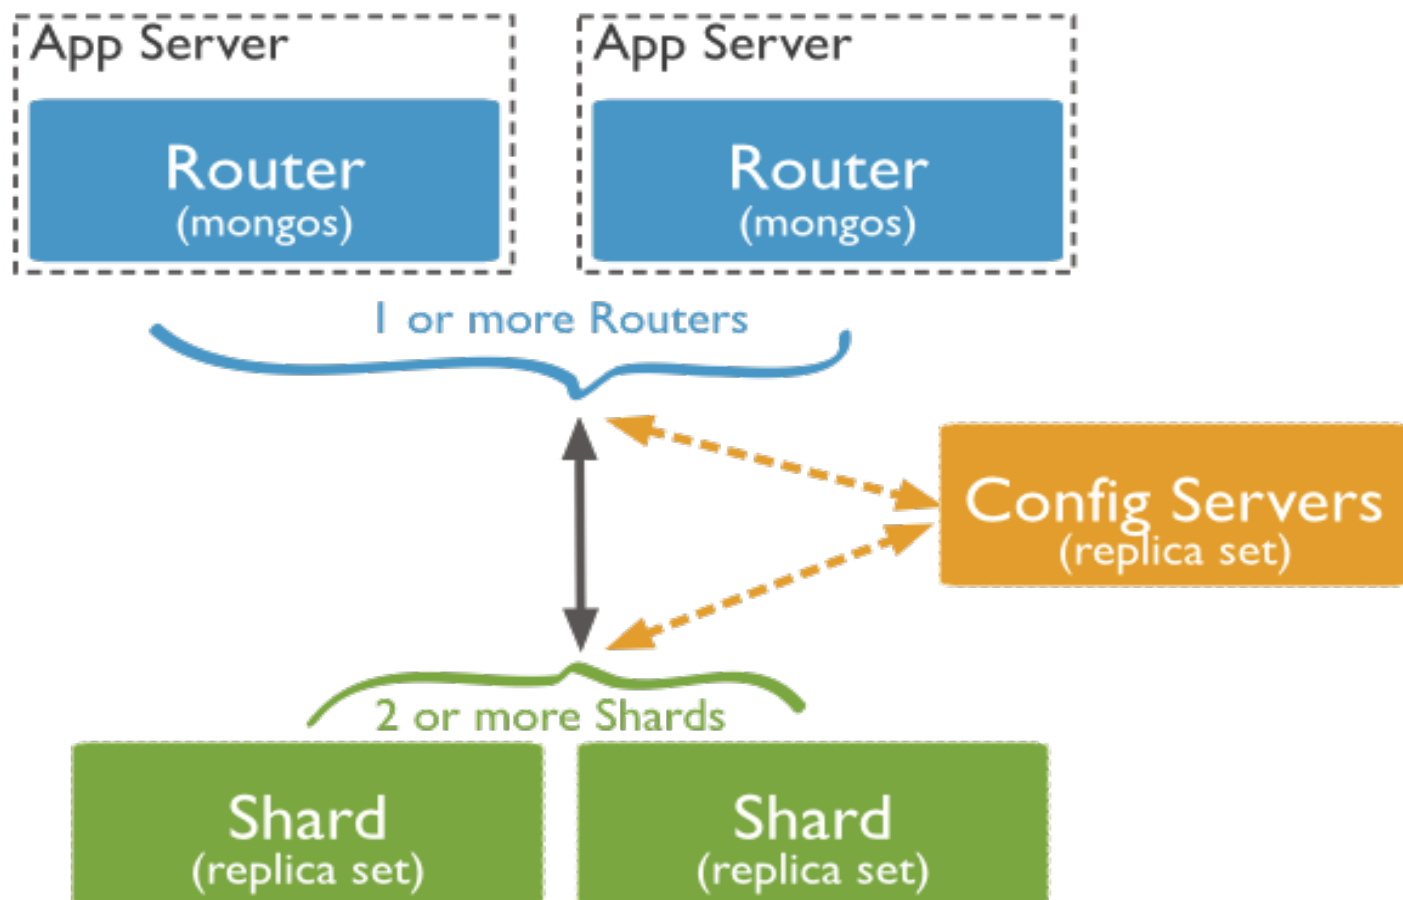 App Server
App Server
Router
(mongos)
Router
(mongos)
1 or more Routers
Config Servers
(replica set)
2 or more Shards
Shard
(replica set)
Shard
(replica set)